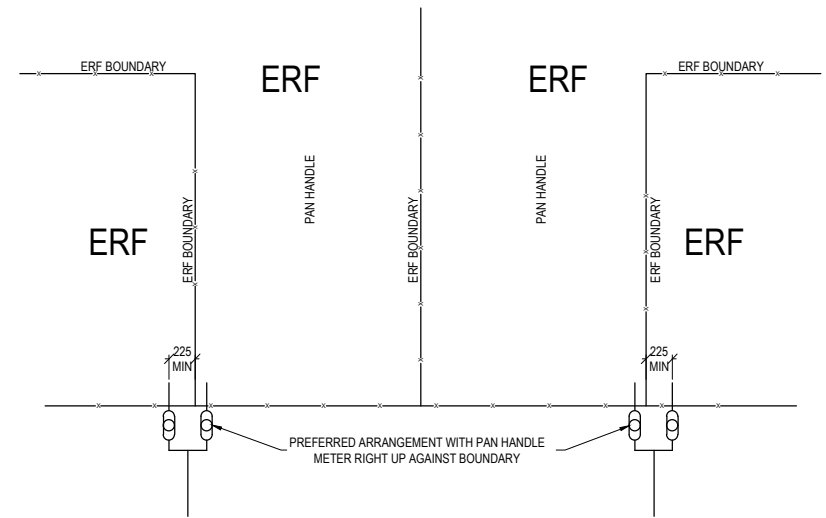 ERF BOUNDARY
ERF
ERF
ERF BOUNDARY
PAN HANDLE
PAN HANDLE
ERF BOUNDARY
ERF BOUNDARY
ERF BOUNDARY
ERF
ERF
225
MIN
225
MIN
PREFERRED ARRANGEMENT WITH PAN HANDLE
METER RIGHT UP AGAINST BOUNDARY